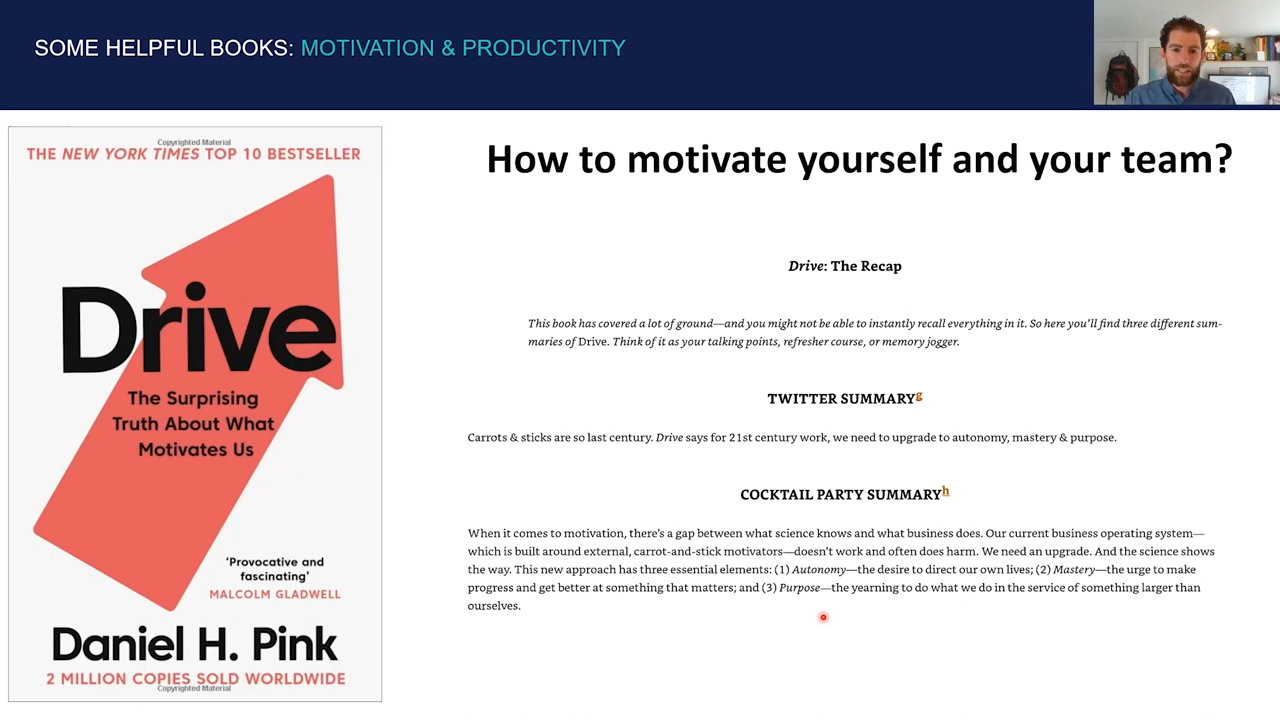 SOME HELPFUL BOOKS: MOTIVATION & PRODUCTIVITY
Copyrighted Material
THE NEW YORK TIMES TOP 10 BESTSELLER
Drive
The Surprising
Truth About What
Motivates Us
'Provocative and
fascinating'
MALCOLM GLADWELL
Daniel H. Pink
2 MILLION COPIES SOLD WORLDWIDE
Copyrighted Material
How to motivate yourself and your team?
Drive: The Recap
This book has covered a lot of ground—and you might not be able to instantly recall everything in it. So here you'll find three different sum-
maries of Drive. Think of it as your talking points, refresher course, or memory jogger.
TWITTER SUMMARYg
Carrots & sticks are so last century. Drive says for 21st century work, we need to upgrade to autonomy, mastery & purpose.
COCKTAIL PARTY SUMMARYh
When it comes to motivation, there's a gap between what science knows and what business does. Our current business operating system—
which is built around external, carrot-and-stick motivators—doesn't work and often does harm. We need an upgrade. And the science shows
the way. This new approach has three essential elements: (1) Autonomy—the desire to direct our own lives; (2) Mastery—the urge to make
progress and get better at something that matters; and (3) Purpose—the yearning to do what we do in the service of something larger than
ourselves.